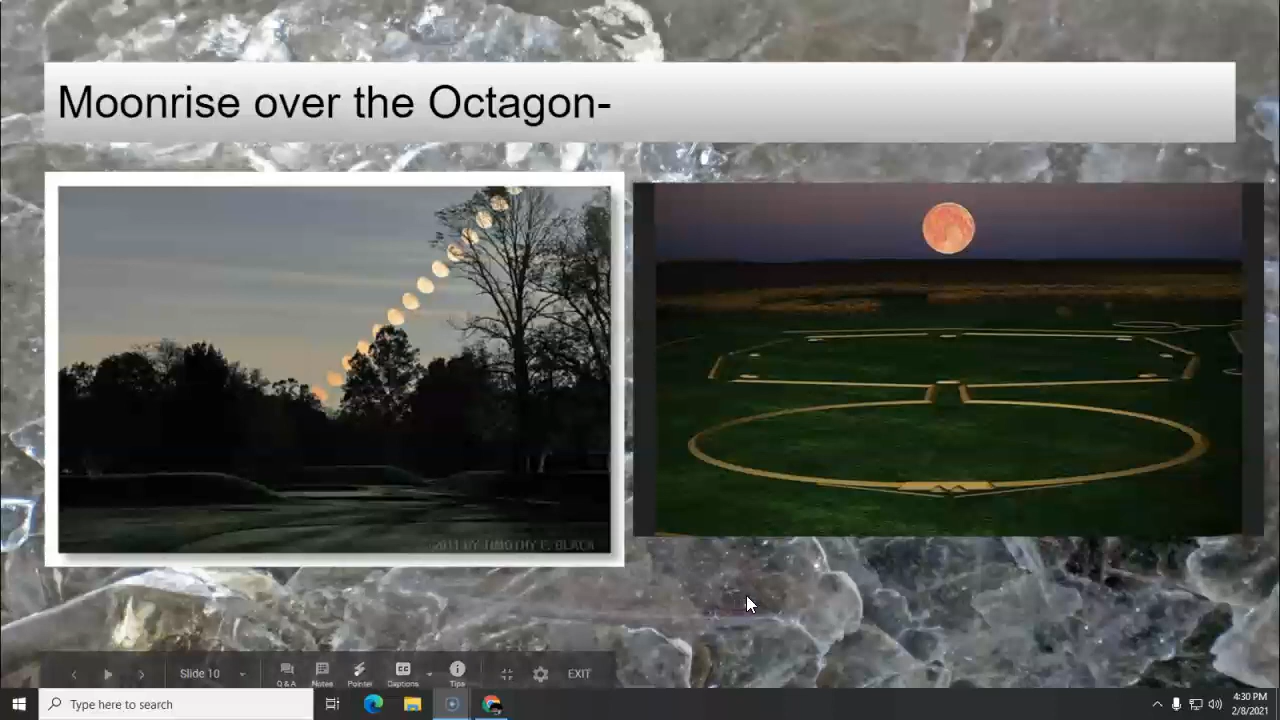 Moonrise over the Octagon-
2011 BY TIMOTHY E. BLACK
Slide 10
Q & A
Notes
Pointer
Captions
Tips
EXIT
Type here to search
4:30 PM
2/8/2021